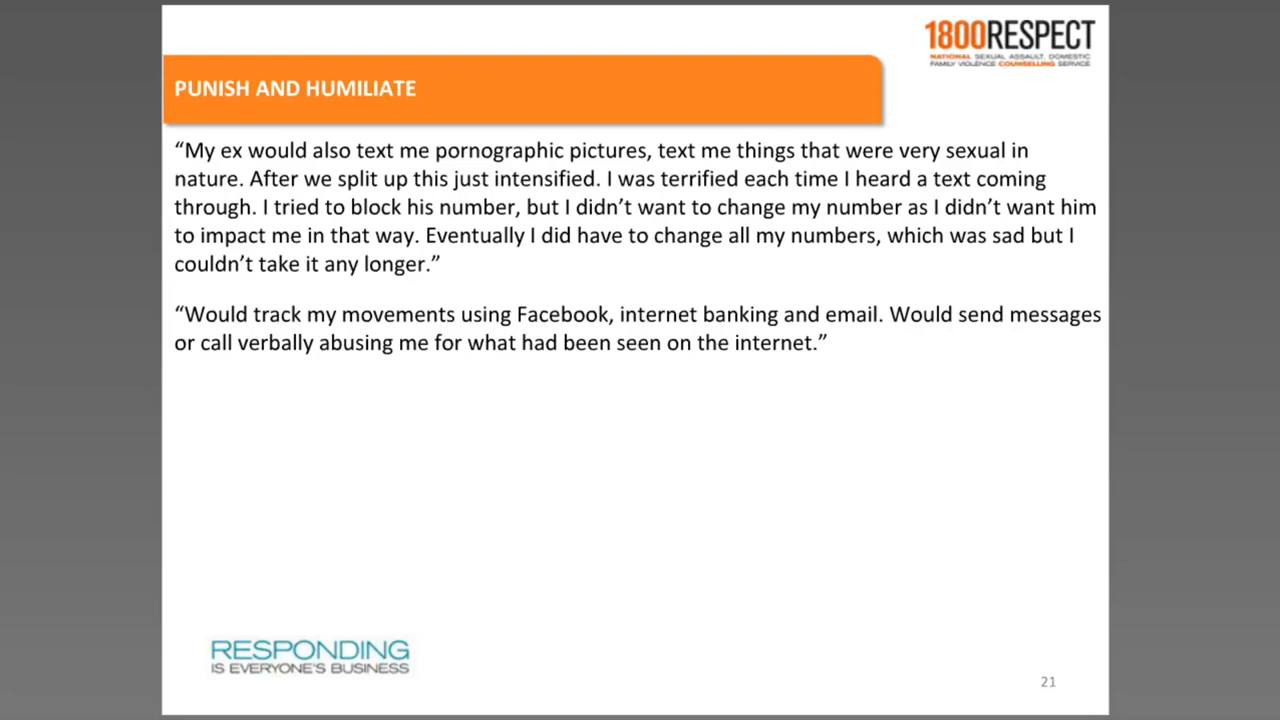 1800RESPECT
NATIONAL SEXUAL ASSAULT, DOMESTIC
FAMILY VIOLENCE COUNSELLING SERVICE
PUNISH AND HUMILIATE
“My ex would also text me pornographic pictures, text me things that were very sexual in
nature. After we split up this just intensified. I was terrified each time I heard a text coming
through. I tried to block his number, but I didn’t want to change my number as I didn’t want him
to impact me in that way. Eventually I did have to change all my numbers, which was sad but I
couldn’t take it any longer.”
“Would track my movements using Facebook, internet banking and email. Would send messages
or call verbally abusing me for what had been seen on the internet.”
RESPONDING
IS EVERYONE’S BUSINESS
21